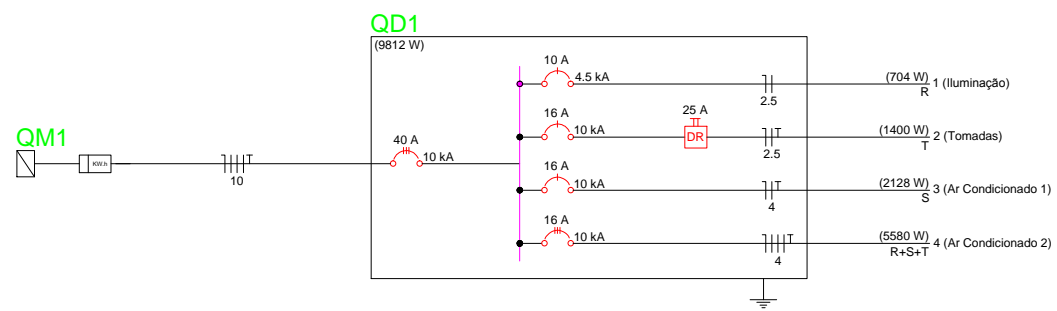 QD1
(9812 W)
10 A
4.5 kA
2.5
(704 W)
R
1 (Iluminação)
16 A
10 kA
25 A
DR
2.5
(1400 W)
T
2 (Tomadas)
QM1
KW.h
10
40 A
10 kA
16 A
10 kA
4
(2128 W)
S
3 (Ar Condicionado 1)
16 A
10 kA
4
(5580 W)
R+S+T
4 (Ar Condicionado 2)